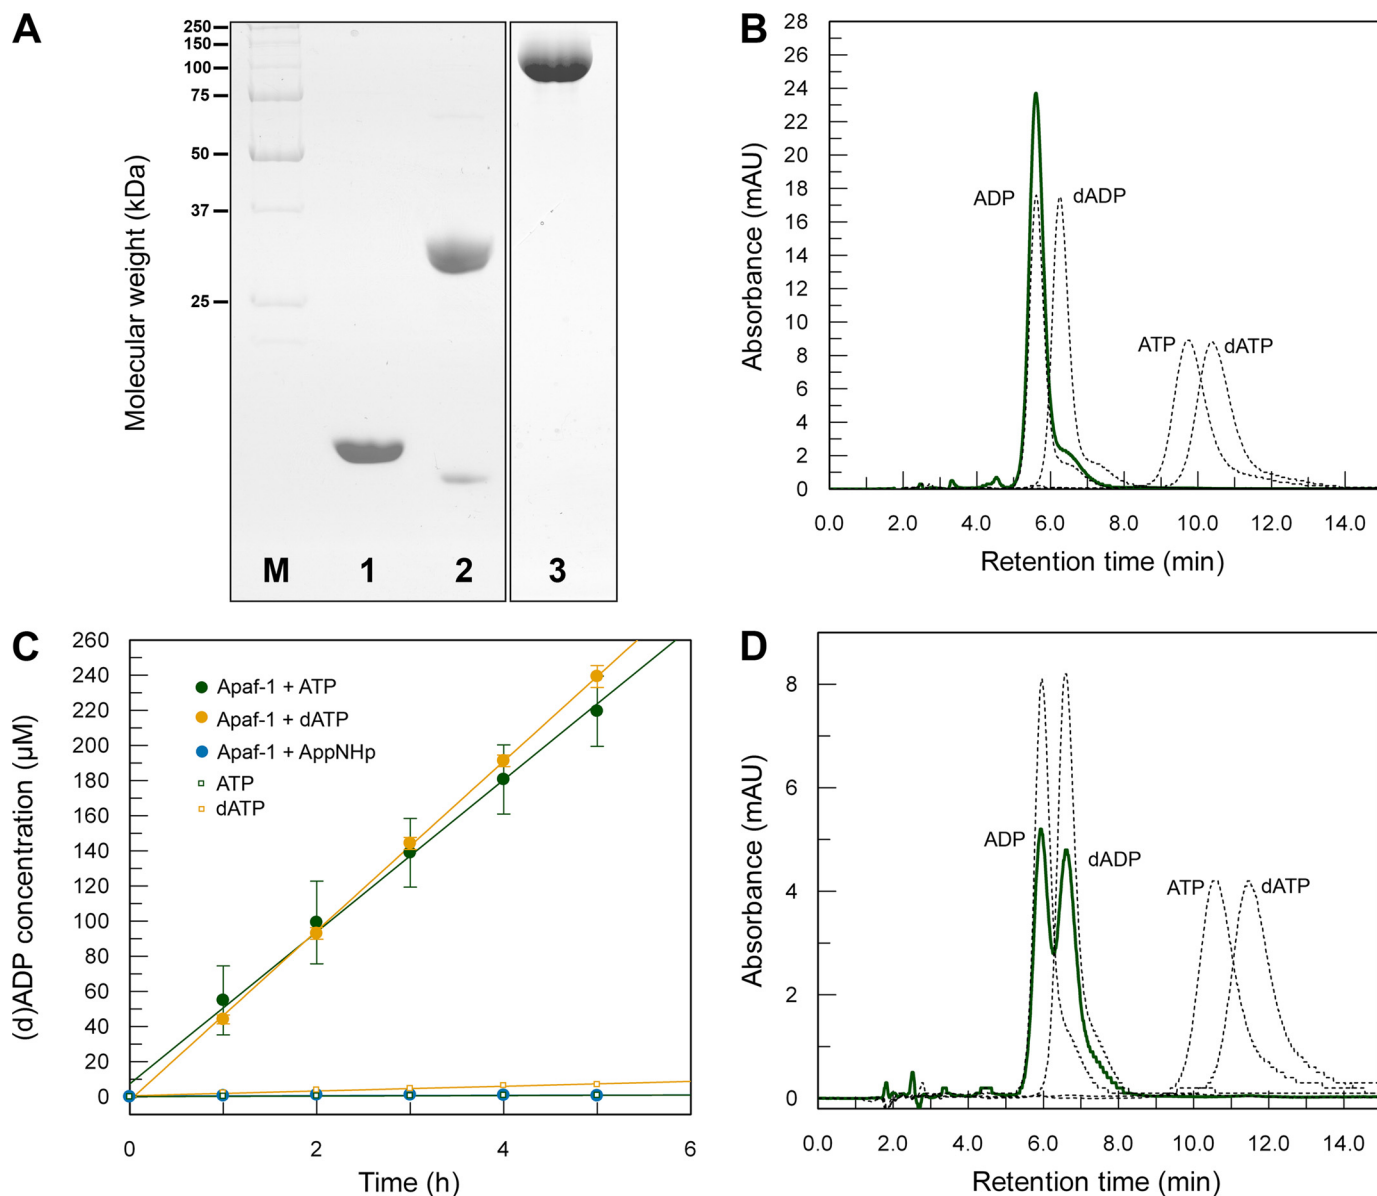 A
Molecular weight (kDa)
250
150
100
75
50
37
25
M 1 2 3
B
Absorbance (mAU)
28
26
24
22
20
18
16
14
12
10
8
6
4
2
0
ADP dADP
ATP dATP
0.0 2.0 4.0 6.0 8.0 10.0 12.0 14.0
Retention time (min)
C
(d)ADP concentration (µM)
260
240
220
200
180
160
140
120
100
80
60
40
20
0
Apaf-1 + ATP
Apaf-1 + dATP
Apaf-1 + AppNHp
ATP
dATP
0 2 4 6
Time (h)
D
Absorbance (mAU)
8
6
4
2
0
ADP
dADP
ATP dATP
0.0 2.0 4.0 6.0 8.0 10.0 12.0 14.0
Retention time (min)